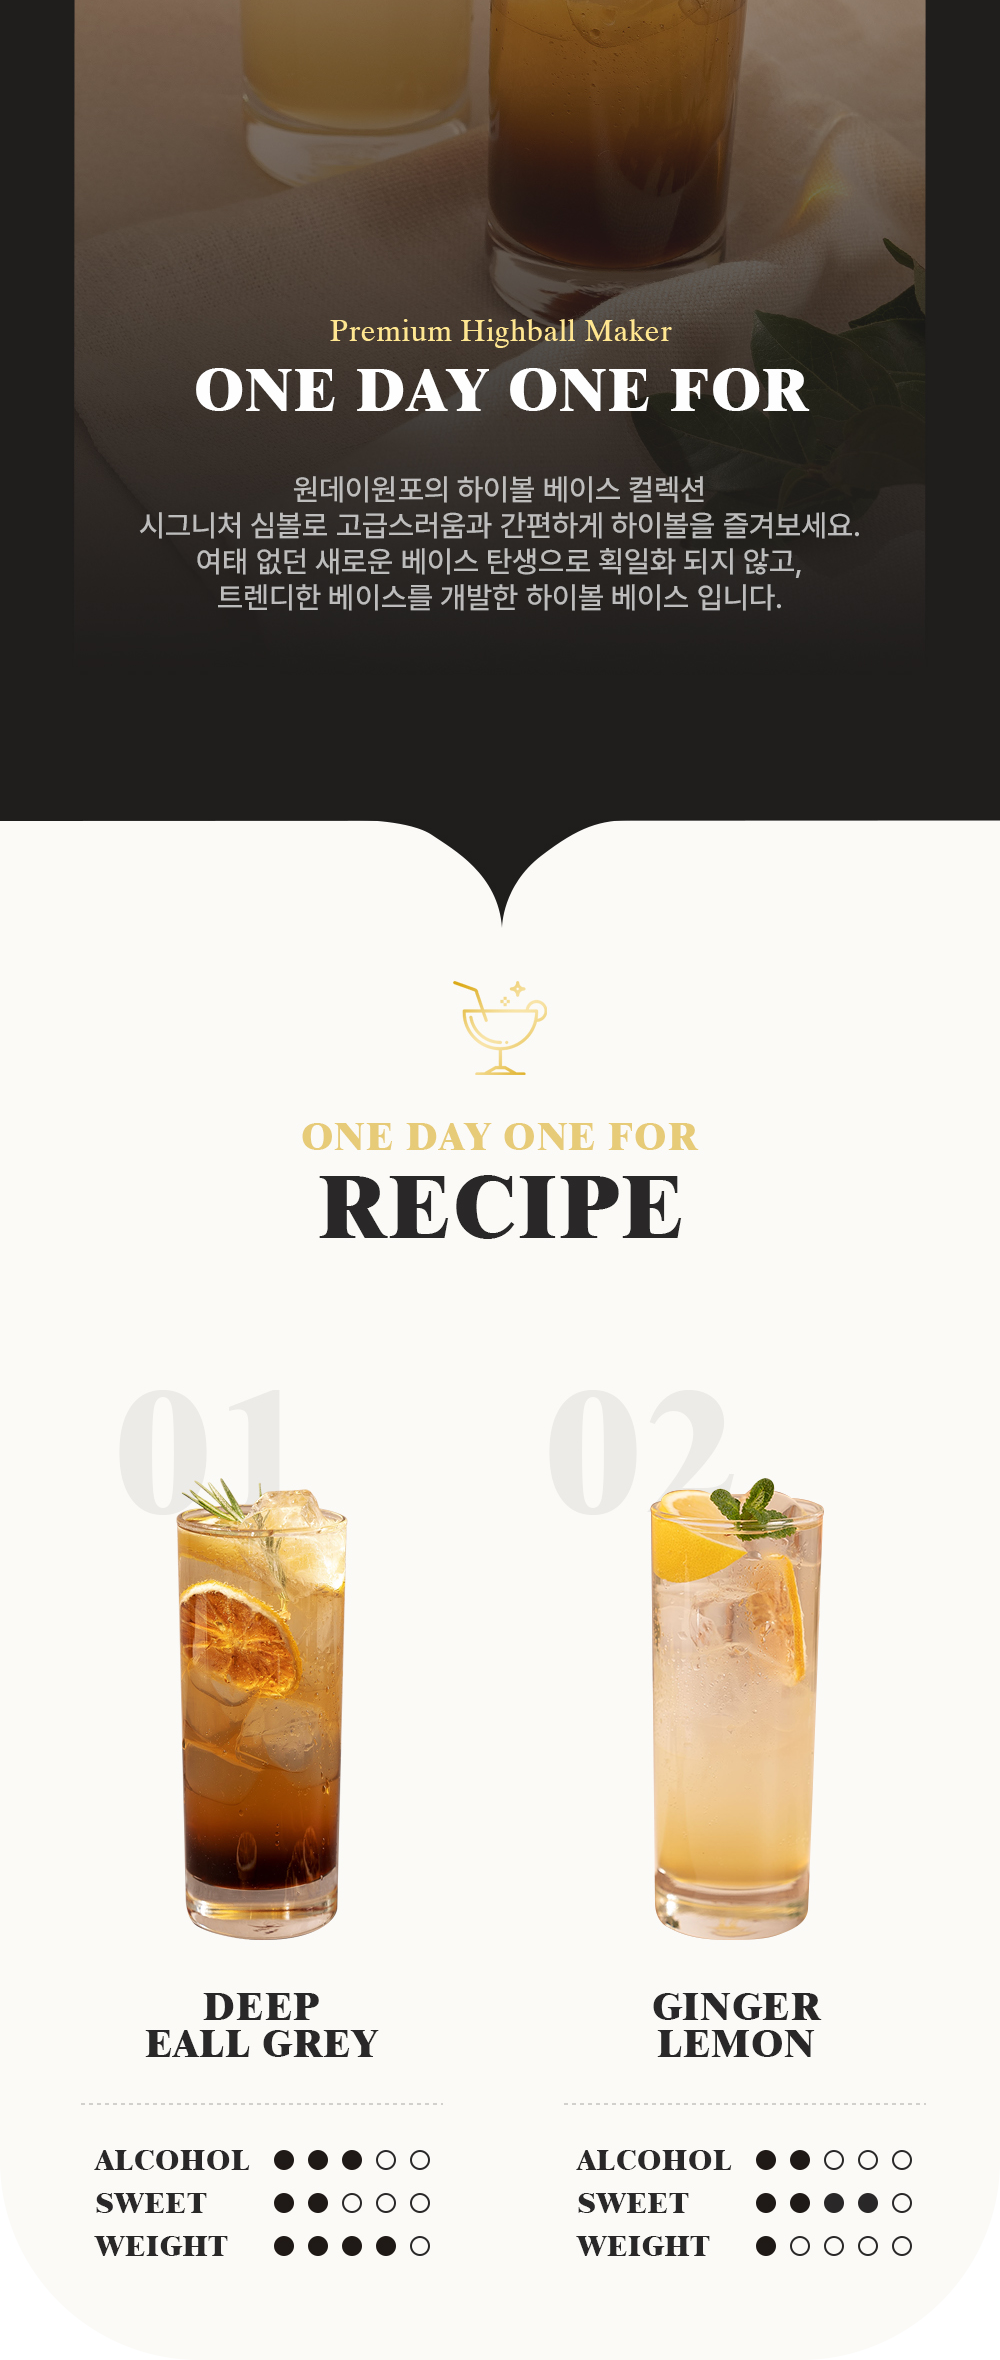 Premium Highball Maker
ONE DAY ONE FOR
원데이원포의 하이볼 베이스 컬렉션
시그니처 심볼로 고급스러움과 간편하게 하이볼을 즐겨보세요.
여태 없던 새로운 베이스 탄생으로 획일화 되지 않고,
트렌디한 베이스를 개발한 하이볼 베이스 입니다.
ONE DAY ONE FOR
RECIPE
01
02
DEEP
EALL GREY
GINGER
LEMON
ALCOHOL
SWEET
WEIGHT
ALCOHOL
SWEET
WEIGHT